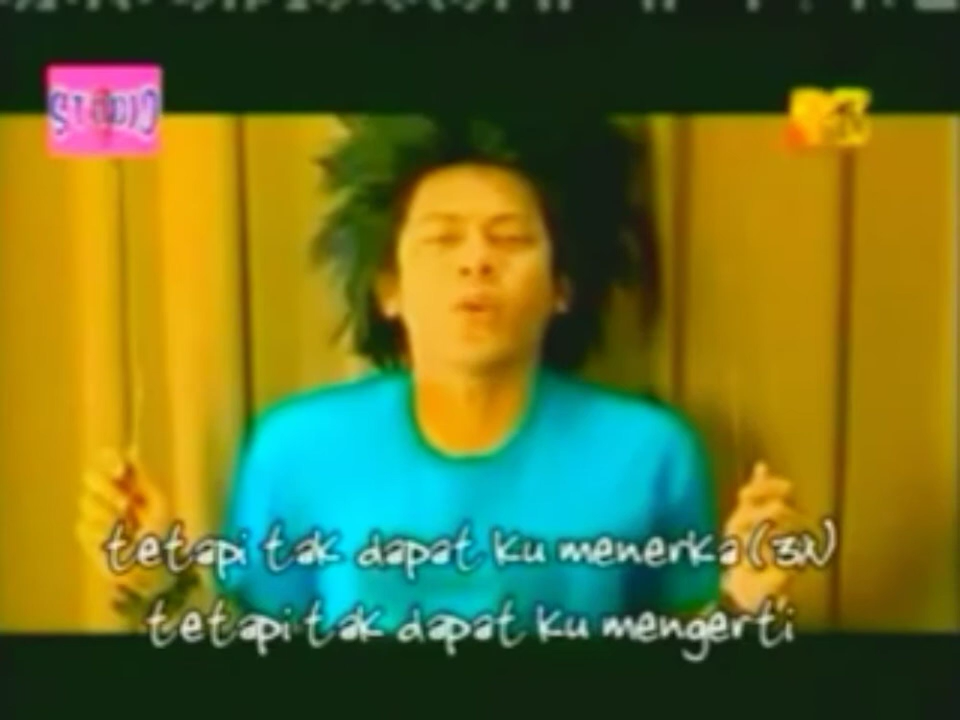 STUDIO
MTV
tetapi tak dapat ku menerka (3x)
tetapi tak dapat ku mengerti